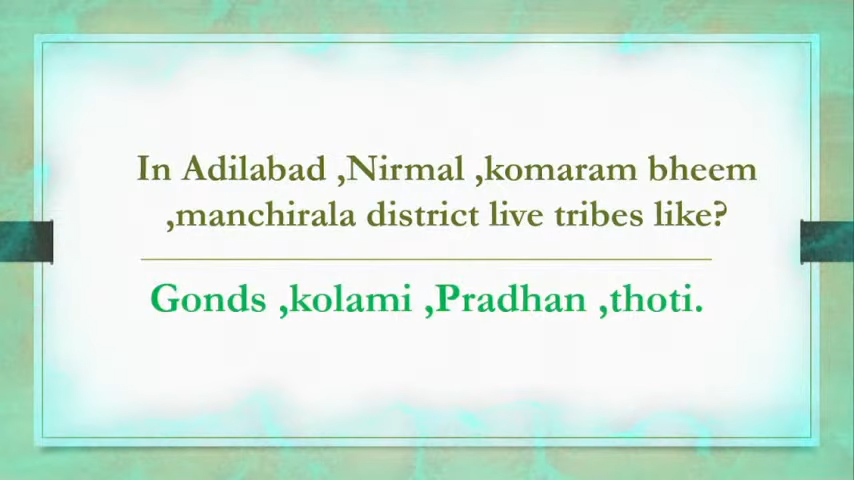 In Adilabad ,Nirmal ,komaram bheem
,manchirala district live tribes like?
Gonds ,kolami ,Pradhan ,thoti.